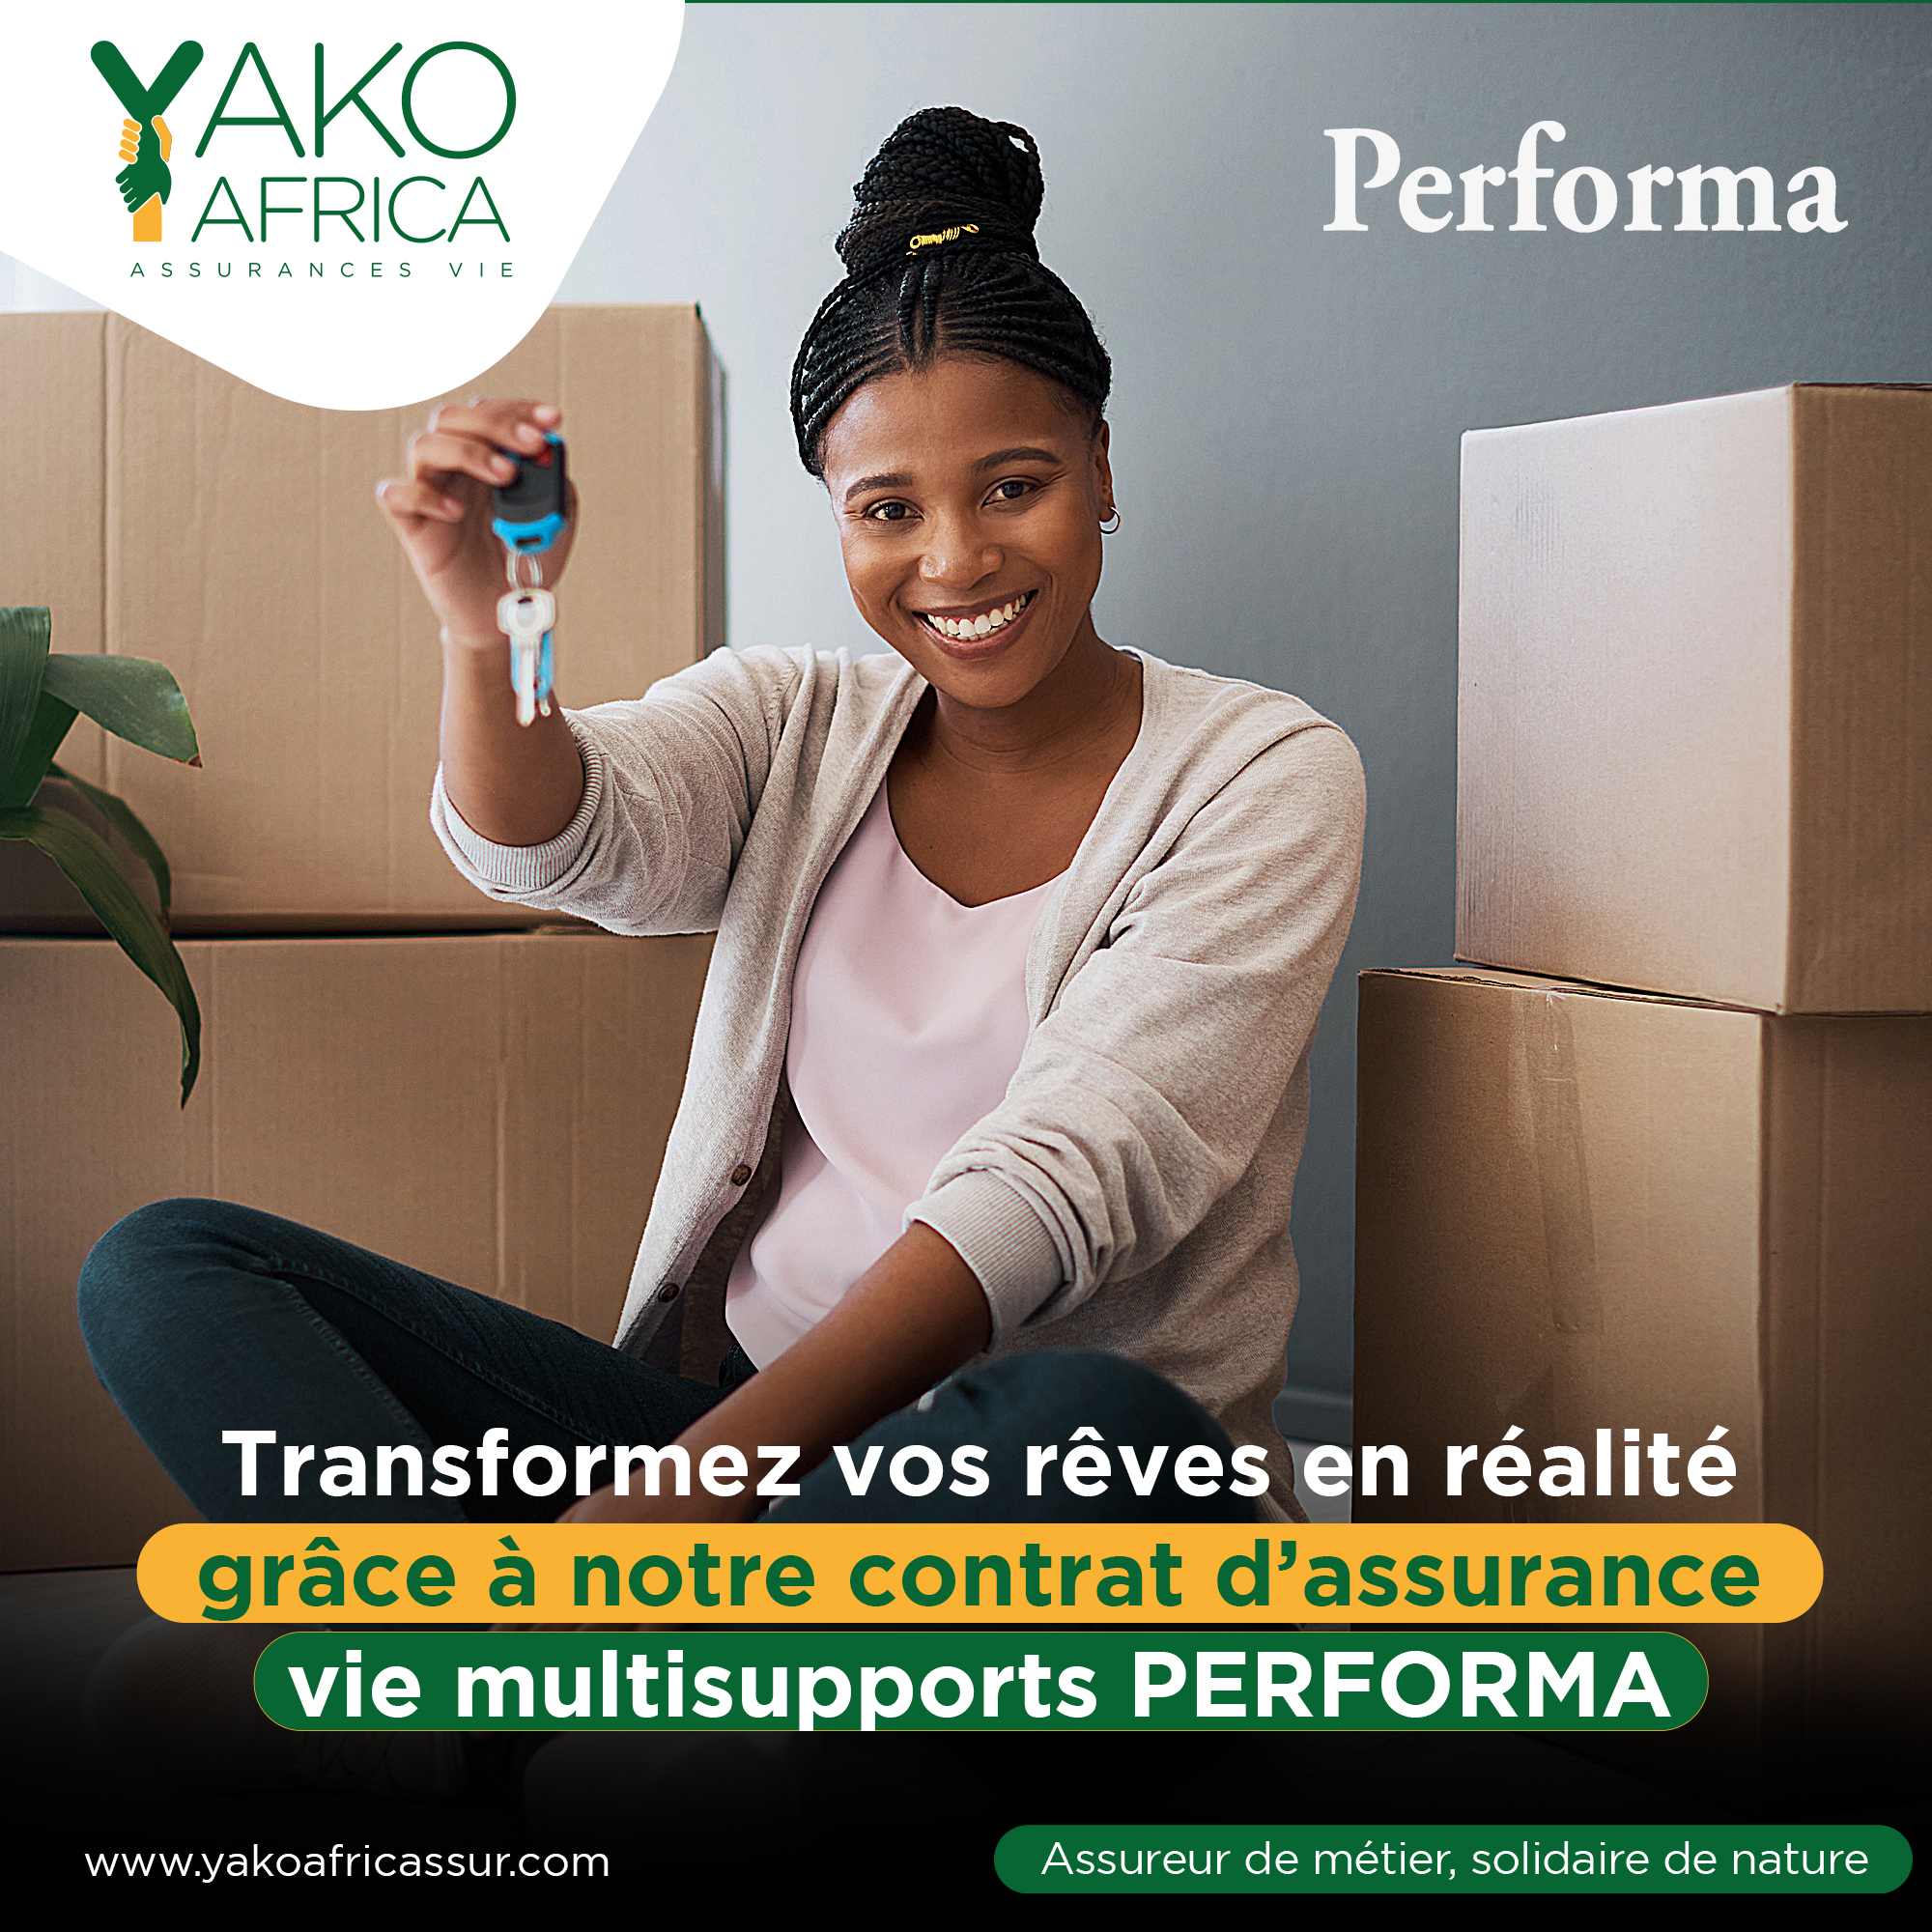 YAKO
AFRICA
ASSURANCES VIE
Performa
Transformez vos rêves en réalité
grâce à notre contrat d’assurance
vie multisupports PERFORMA
www.yakoafricassur.com
Assureur de métier, solidaire de nature